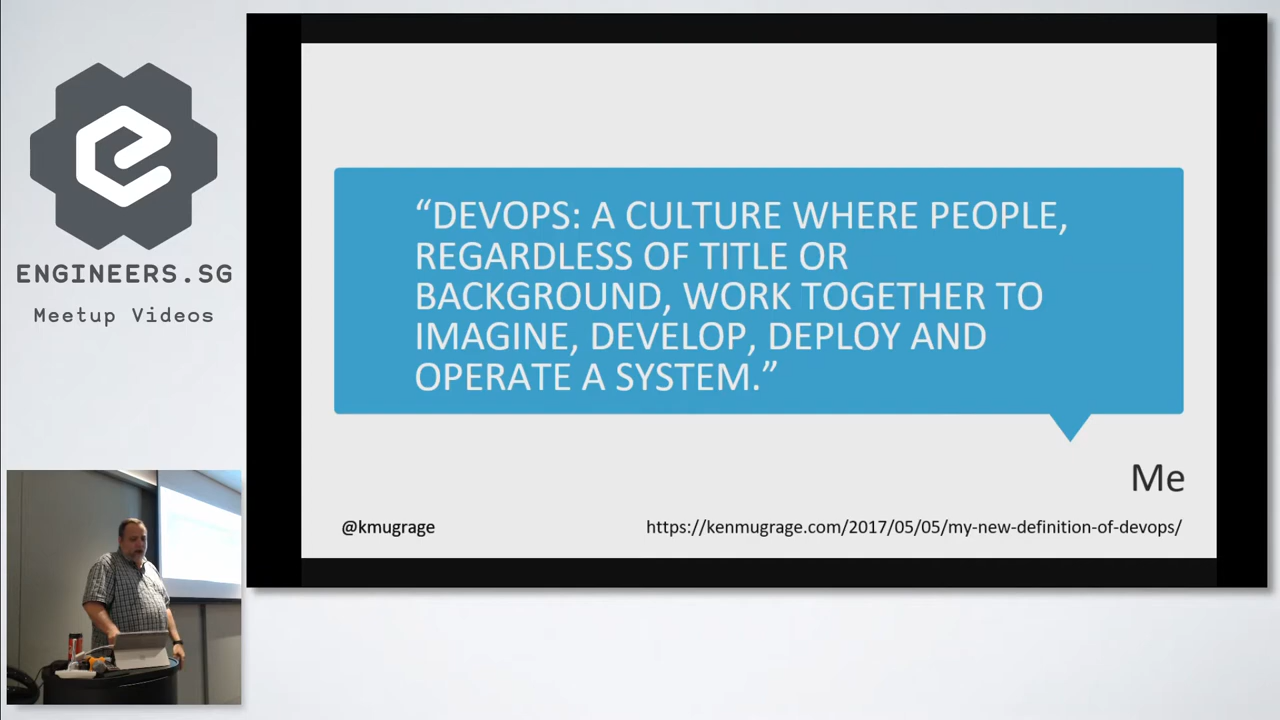 ENGINEERS.SG
Meetup Videos
“DEVOPS: A CULTURE WHERE PEOPLE,
REGARDLESS OF TITLE OR
BACKGROUND, WORK TOGETHER TO
IMAGINE, DEVELOP, DEPLOY AND
OPERATE A SYSTEM.”
Me
@kmugrage
https://kenmugrage.com/2017/05/05/my-new-definition-of-devops/